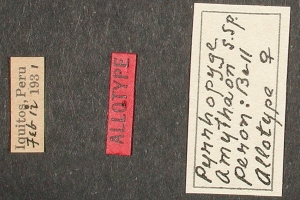 Iquitos, Peru
Feb 12 1931
ALLOTYPE
Pyrrhopyge
Amythaon s.sp.
peron: Bell
Allotype ♀